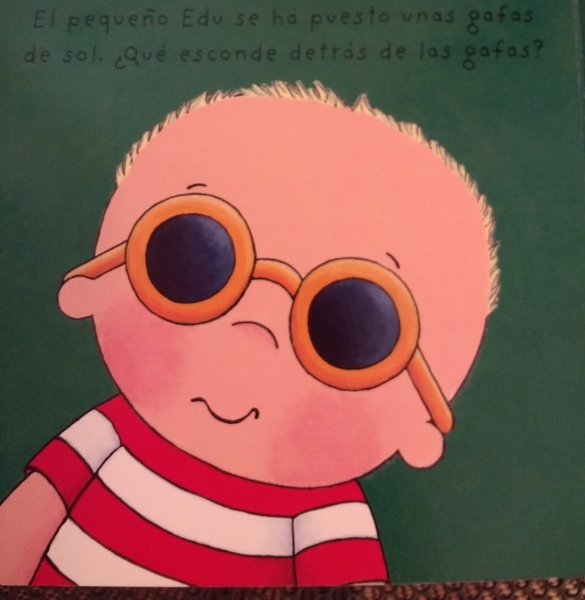 El pequeño Edu se ha puesto unas gafas
de sol. ¿Qué esconde detrás de las gafas?